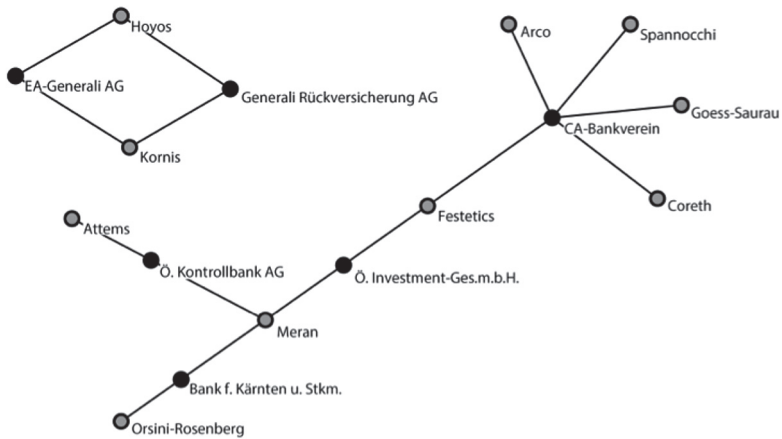 Hoyos
EA-Generali AG
Generali Rückversicherung AG
Kornis
Arco
Spannocchi
Goess-Saurau
CA-Bankverein
Coreth
Festetics
Attems
Ö. Kontrollbank AG
Ö. Investment-Ges.m.b.H.
Meran
Bank f. Kärnten u. Stkm.
Orsini-Rosenberg